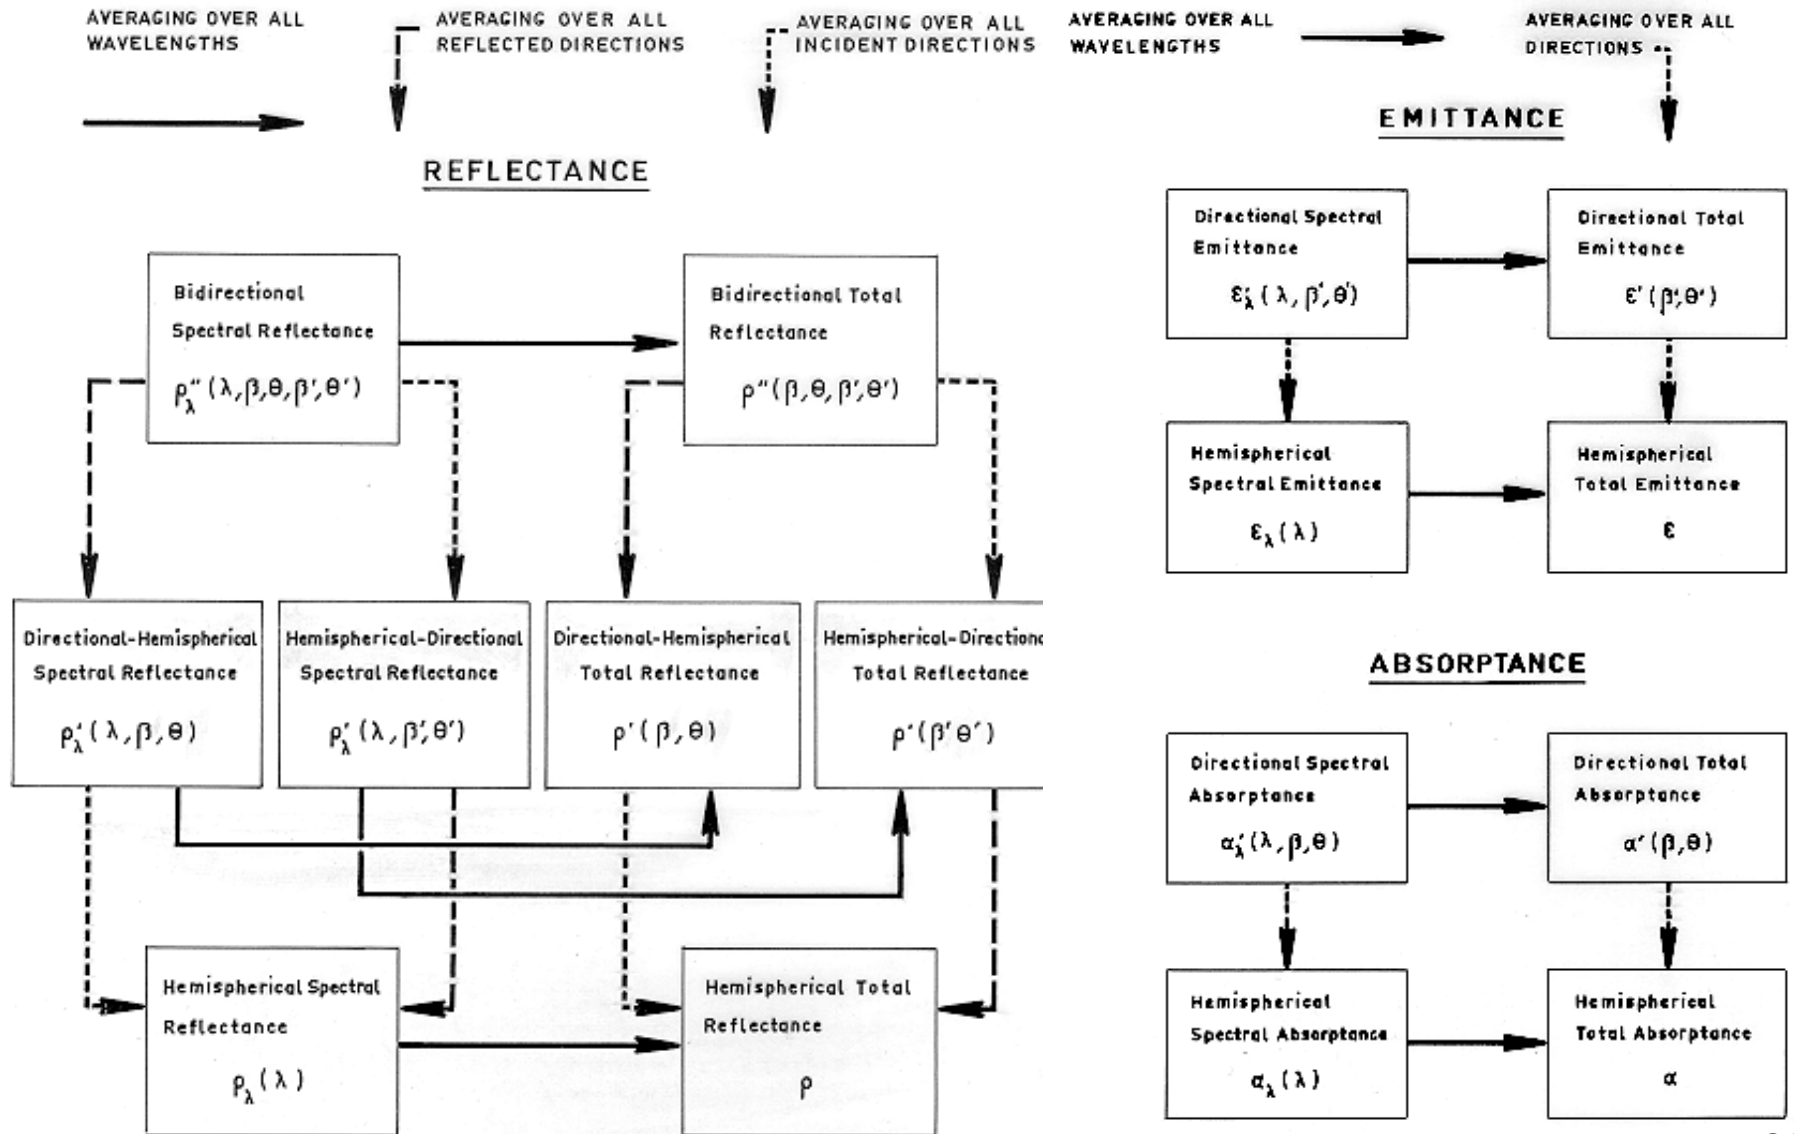 AVERAGING OVER ALL
WAVELENGTHS
AVERAGING OVER ALL
REFLECTED DIRECTIONS
AVERAGING OVER ALL
INCIDENT DIRECTIONS
REFLECTANCE
Bidirectional
Spectral Reflectance
ρ''λ (λ,β,θ,β',θ')
Bidirectional Total
Reflectance
ρ''(β,θ,β',θ')
Directional-Hemispherical
Spectral Reflectance
ρ'λ (λ,β,θ)
Hemispherical-Directional
Spectral Reflectance
ρ'λ (λ,β',θ')
Directional-Hemispherical
Total Reflectance
ρ' (β,θ)
Hemispherical-Directiona
Total Reflectance
ρ' (β'θ')
Hemispherical Spectral
Reflectance
ρλ (λ)
Hemispherical Total
Reflectance
ρ
AVERAGING OVER ALL
WAVELENGTHS
AVERAGING OVER ALL
DIRECTIONS
EMITTANCE
Directional Spectral
Emittance
ε'λ (λ,β',θ')
Directional Total
Emittance
ε' (β',θ')
Hemispherical
Spectral Emittance
ελ (λ)
Hemispherical
Total Emittance
ε
ABSORPTANCE
Directional Spectral
Absorptance
α'λ (λ,β,θ)
Directional Total
Absorptance
α' (β,θ)
Hemispherical
Spectral Absorptance
αλ (λ)
Hemispherical
Total Absorptance
α